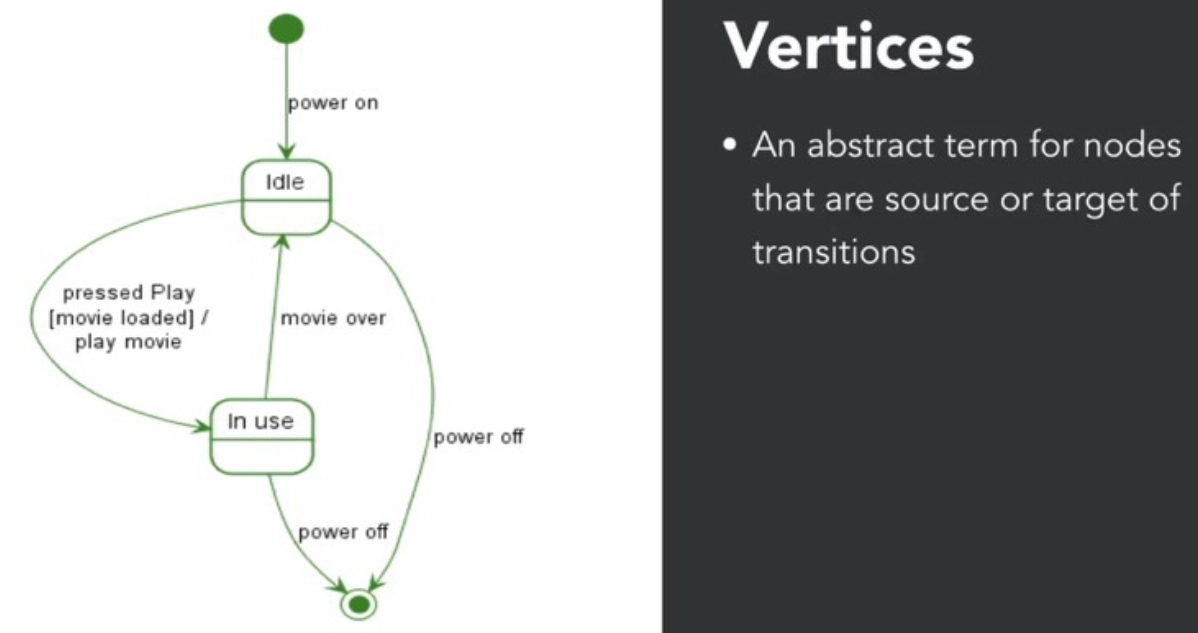 power on
Idle
pressed Play
[movie loaded] /
play movie
movie over
In use
power off
power off
Vertices
• An abstract term for nodes
that are source or target of
transitions